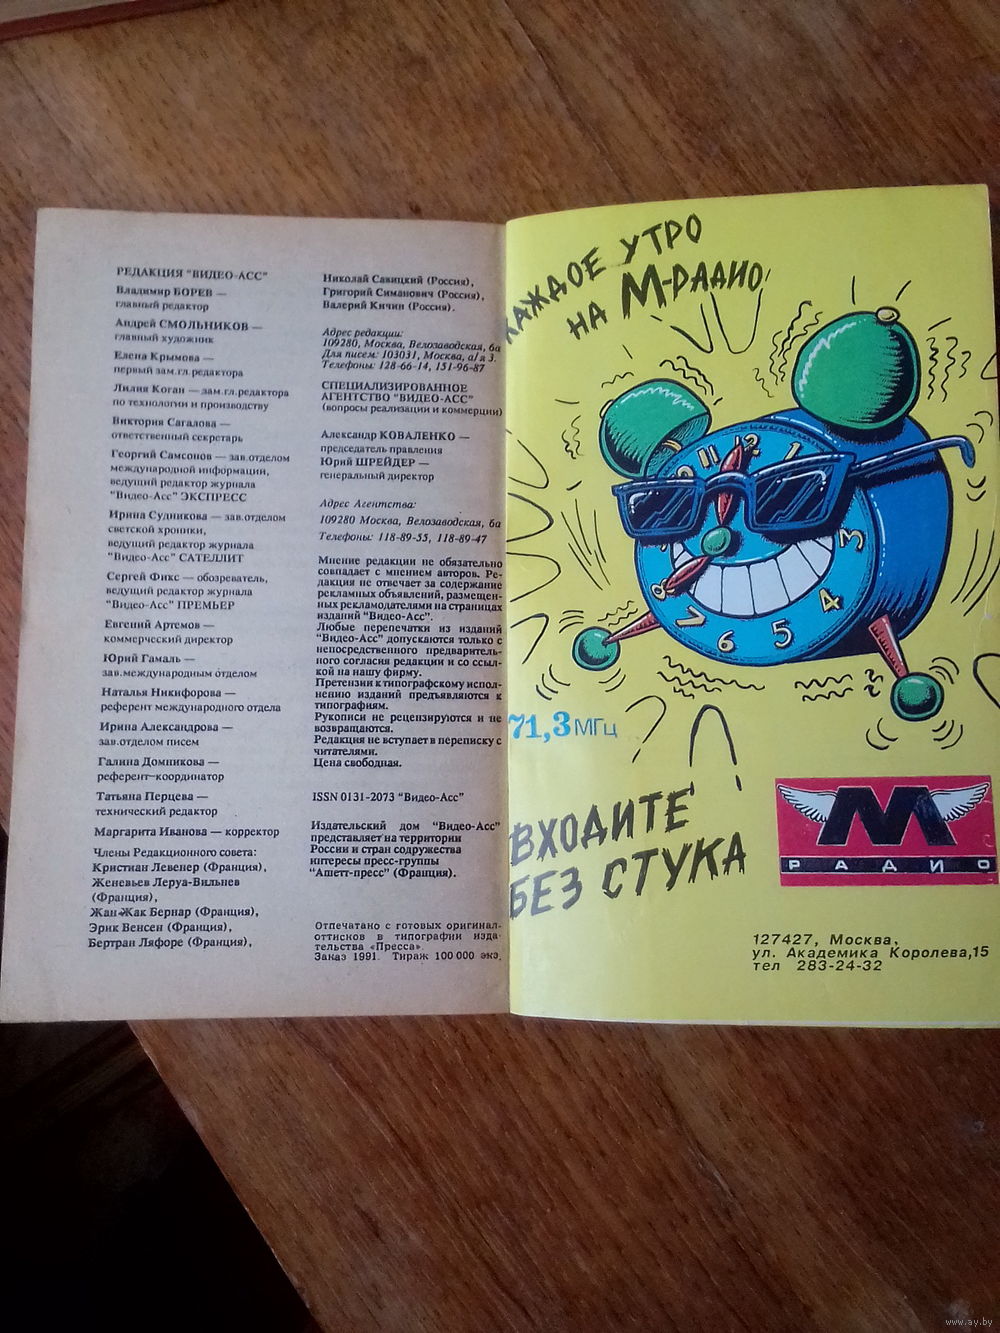 РЕДАКЦИЯ "ВИДЕО-АСС"
Владимир БОРЕВ —
главный редактор
Андрей СМОЛЬНИКОВ —
главный художник
Елена Крымова —
первый зам.гл.редактора
Лилия Коган — зам.гл.редактора
по технологии и производству
Виктория Сагалова —
ответственный секретарь
Георгий Самсонов — зав.отделом
международной информации,
ведущий редактор журнала
"Видео-Асс" ЭКСПРЕСС
Ирина Судникова — зав.отделом
светской хроники,
ведущий редактор журнала
"Видео-Асс" САТЕЛЛИТ
Сергей Фикс — обозреватель,
ведущий редактор журнала
"Видео-Асс" ПРЕМЬЕР
Евгений Артемов —
коммерческий директор
Юрий Гамаль —
зав.международным отделом
Наталья Никифорова —
референт международного отдела
Ирина Александрова —
зав.отделом писем
Галина Домникова —
референт-координатор
Татьяна Перцева —
технический редактор
Маргарита Иванова — корректор
Члены Редакционного совета:
Кристиан Левенер (Франция),
Женевьев Леруа-Вильнев
(Франция),
Жан-Жак Бернар (Франция),
Эрик Венсен (Франция),
Бертран Ляфоре (Франция),
Николай Савицкий (Россия),
Григорий Симанович (Россия),
Валерий Кичин (Россия).
Адрес редакции:
109280, Москва, Велозаводская, 6а
Для писем: 103031, Москва, а/я 3.
Телефоны: 128-66-14, 151-96-87
СПЕЦИАЛИЗИРОВАННОЕ
АГЕНТСТВО "ВИДЕО-АСС"
(вопросы реализации и коммерции)
Александр КОВАЛЕНКО —
председатель правления
Юрий ШРЕЙДЕР —
генеральный директор
Адрес Агентства:
109280 Москва, Велозаводская, 6а
Телефоны: 118-89-55, 118-89-47
Мнение редакции не обязательно
совпадает с мнением авторов. Ре-
дакция не отвечает за содержание
рекламных объявлений, размещен-
ных рекламодателями на страницах
изданий "Видео-Асс".
Любые перепечатки из изданий
"Видео-Асс" допускаются только с
непосредственного предваритель-
ного согласия редакции и со ссыл-
кой на нашу фирму.
Претензии к типографскому испол-
нению изданий предъявляются к
типографиям.
Рукописи не рецензируются и не
возвращаются.
Редакция не вступает в переписку с
читателями.
Цена свободная.
ISSN 0131-2073 "Видео-Асс"
Издательский дом "Видео-Асс"
представляет на территории
России и стран содружества
интересы пресс-группы
"Ашетт-пресс" (Франция).
Отпечатано с готовых оригинал-
оттисков в типографии изда-
тельства «Пресса».
Заказ 1991. Тираж 100 000 экз.
КАЖДОЕ УТРО
НА М-РАДИО
10 11 12 1
3
4
5
6
7
8
71,3 МГц
ВХОДИТЕ
БЕЗ СТУКА
М
РАДИО
127427, Москва,
ул. Академика Королева,15
тел 283-24-32
www.ay.by